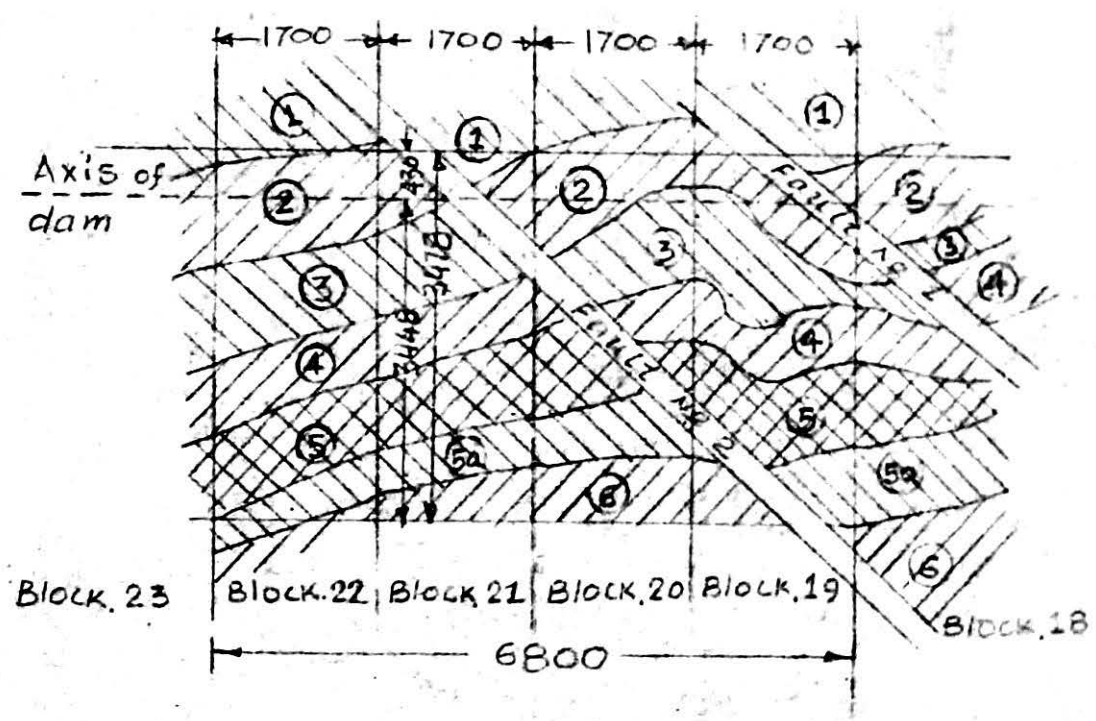 1700 1700 1700 1700
1 1 1
Axis of
dam
2 2 2
430
3478
3448
Fault
3 3 3
4 4 4
Fault
5 5
5a 5a
6 6
Block. 23 Block.22 Block. 21 Block. 20 Block. 19
Block. 18
6800